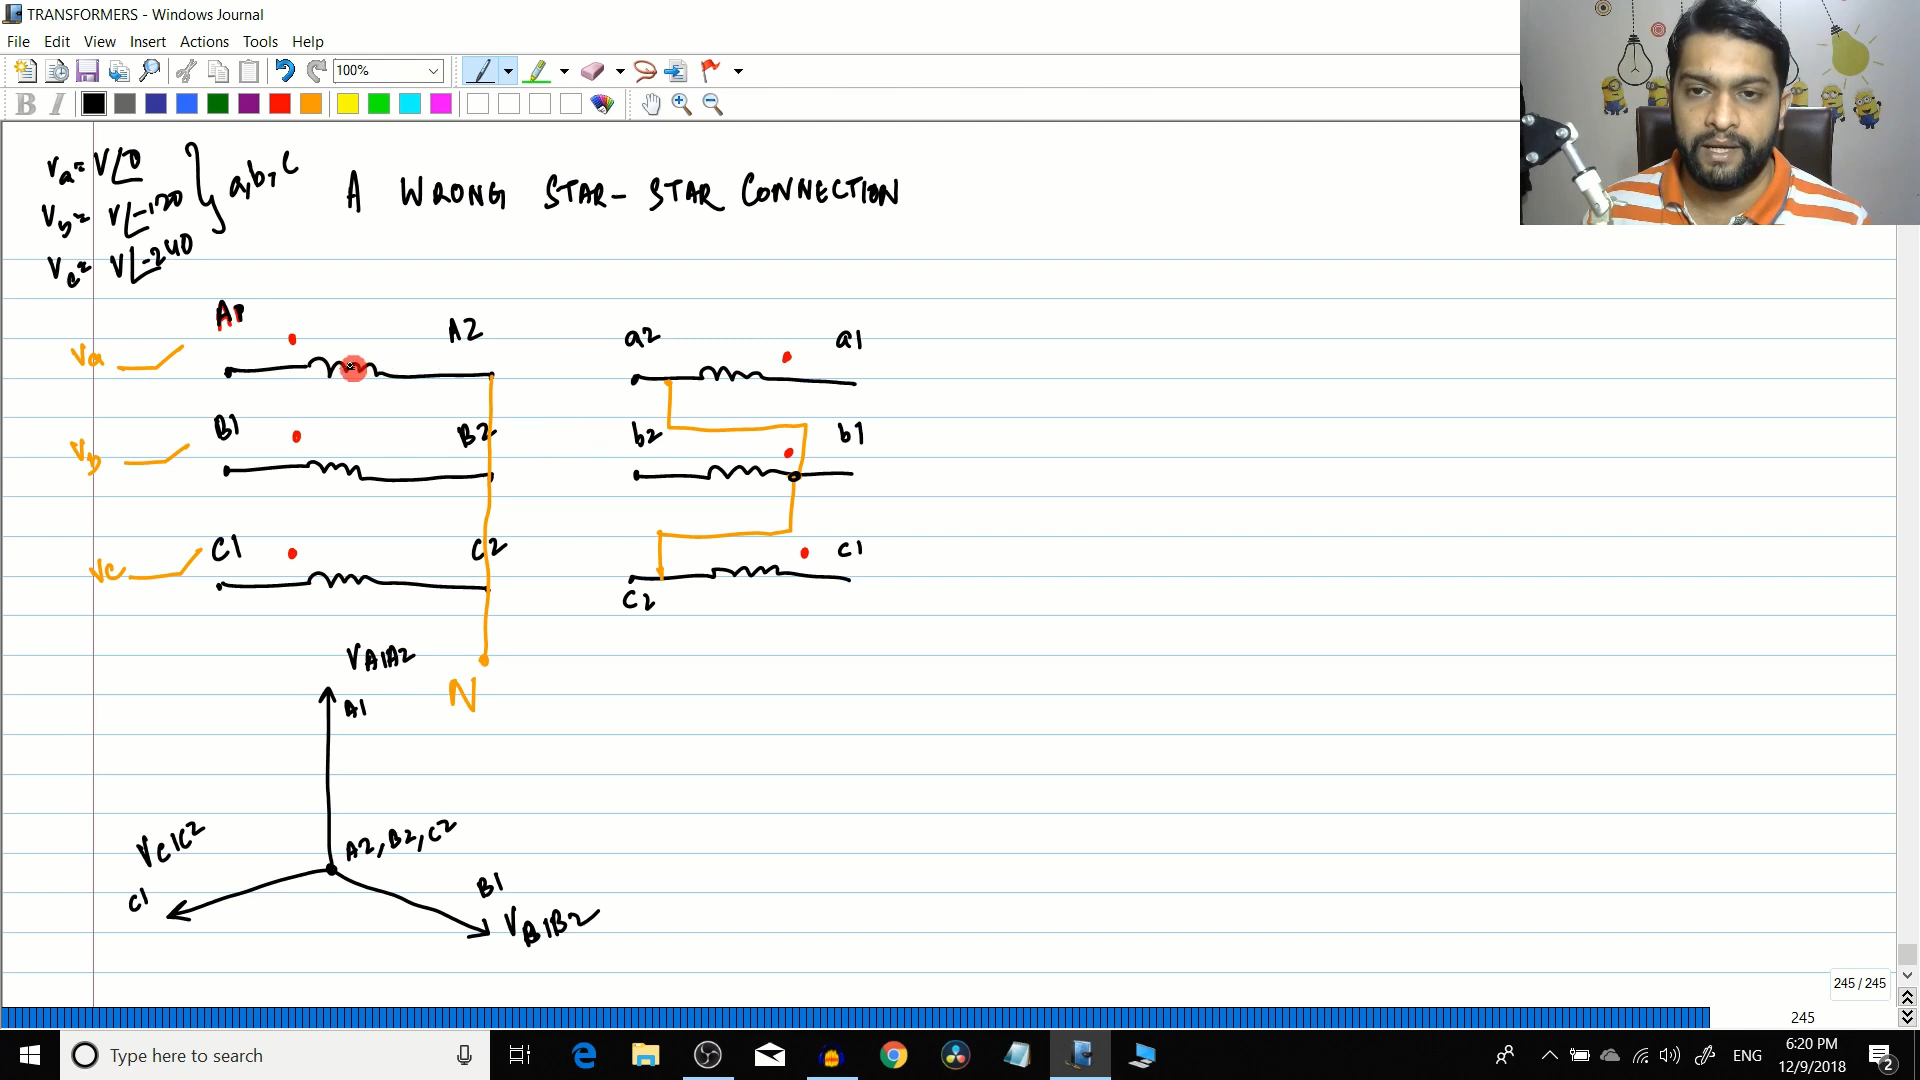 TRANSFORMERS - Windows Journal
File Edit View Insert Actions Tools Help
100%
B I
Va = V∠0
Vb = V∠-120
Vc = V∠-240
a,b,c
A WRONG STAR-STAR CONNECTION
A1
A2
a2
a1
Va
B1
B2
b2
b1
Vb
C1
C2
c1
Vc
C2
VA1A2
A1
N
VC1C2
A2, B2, C2
C1
B1
VB1B2
245 / 245
245
Type here to search
ENG
6:20 PM
12/9/2018
2